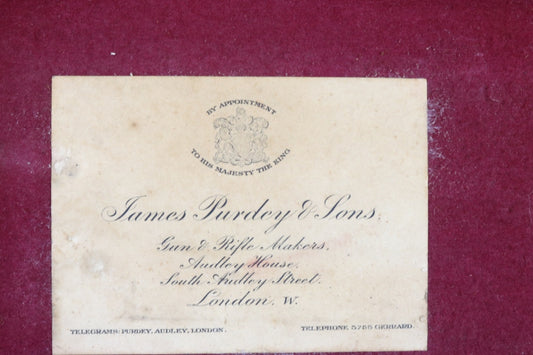 BY APPOINTMENT
TO HIS MAJESTY THE KING
James Purdey & Sons,
Gun & Rifle Makers,
Audley House,
South Audley Street.
London. W.
TELEGRAMS: PURDEY, AUDLEY, LONDON.
TELEPHONE, 5766 GERRARD.